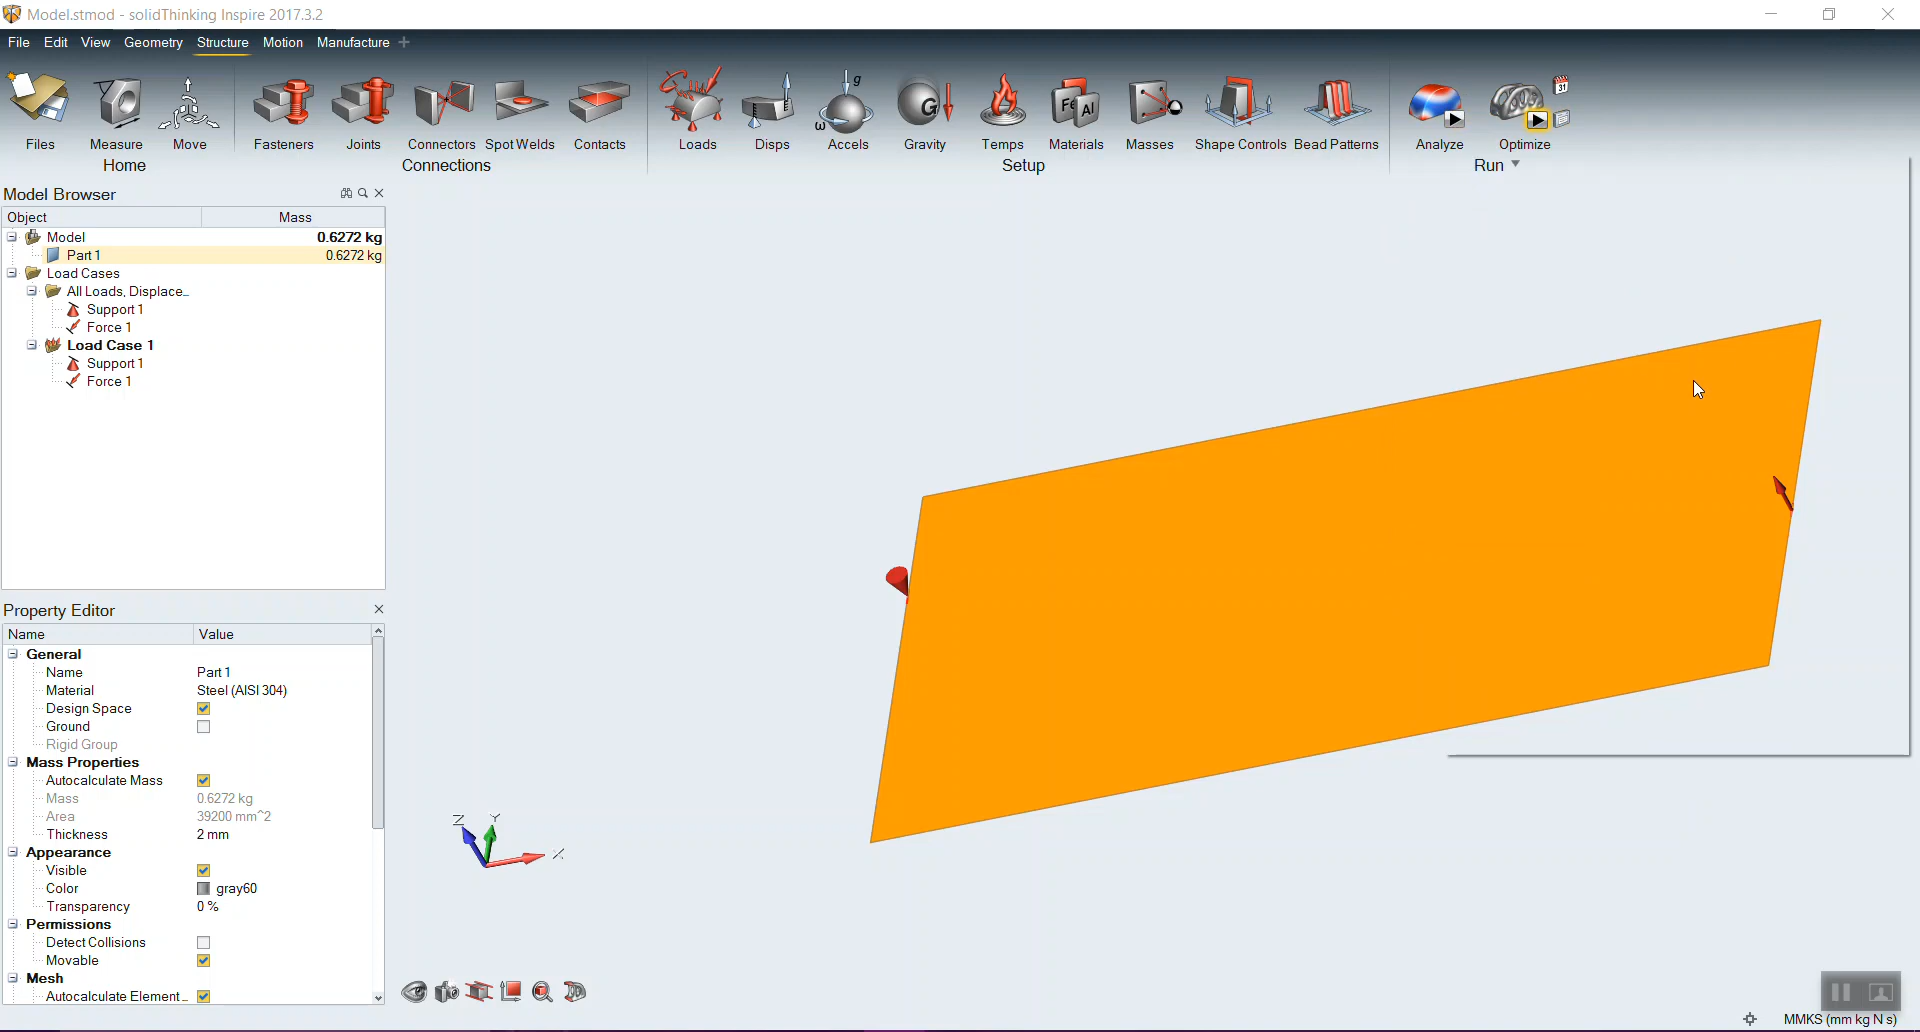 Model.stmod - solidThinking Inspire 2017.3.2
File Edit View Geometry Structure Motion Manufacture +
g
ω
G
Fe
Al
31
Files Measure Move Fasteners Joints Connectors Spot Welds Contacts Loads Disps Accels Gravity Temps Materials Masses Shape Controls Bead Patterns Analyze Optimize
Home Connections Setup Run
Model Browser
Object Mass
Model 0.6272 kg
Part 1 0.6272 kg
Load Cases
All Loads, Displace...
Support 1
Force 1
Load Case 1
Support 1
Force 1
Property Editor
Name Value
General
Name Part 1
Material Steel (AISI 304)
Design Space
Ground
Rigid Group
Mass Properties
Autocalculate Mass
Mass 0.6272 kg
Area 39200 mm^2
Thickness 2 mm
Appearance
Visible
Color gray60
Transparency 0 %
Permissions
Detect Collisions
Movable
Mesh
Autocalculate Element...
Z Y X
MMKS (mm kg N s)